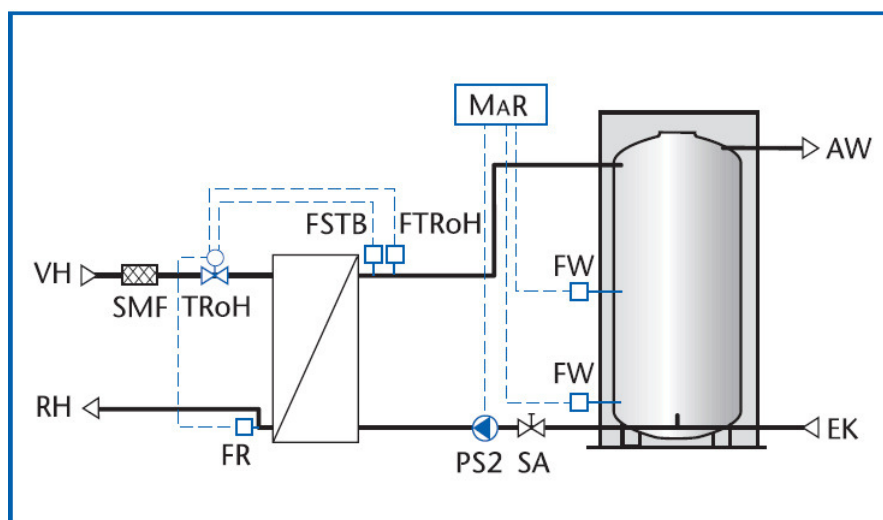 MAR
AW
FSTB FTRoH
VH
SMF TRoH
FW
FW
RH
FR
PS2 SA
EK